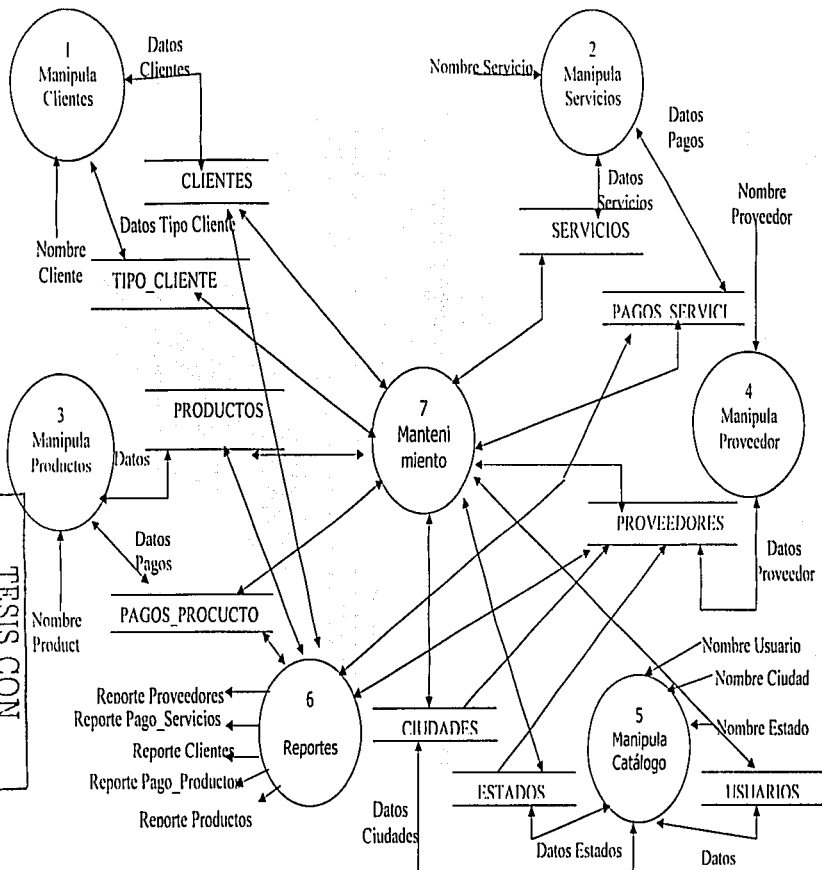 1
Manipula
Clientes
Datos
Clientes
CLIENTES
Datos Tipo Cliente
Nombre
Cliente
TIPO_CLIENTE
2
Manipula
Servicios
Nombre Servicio
Datos
Pagos
Datos
Servicios
SERVICIOS
PAGOS_SERVICI
Nombre
Proveedor
3
Manipula
Productos
Datos
PRODUCTOS
7
Manteni
miento
4
Manipula
Proveedor
PROVEEDORES
Datos
Proveedor
Datos
Pagos
PAGOS_PROCUCTO
Nombre
Product
TESIS CON
6
Reportes
Reporte Proveedores
Reporte Pago_Servicios
Reporte Clientes
Reporte Pago_Productos
Reporte Productos
CIUDADES
Datos
Ciudades
ESTADOS
5
Manipula
Catálogo
Nombre Usuario
Nombre Ciudad
Nombre Estado
USUARIOS
Datos Estados
Datos